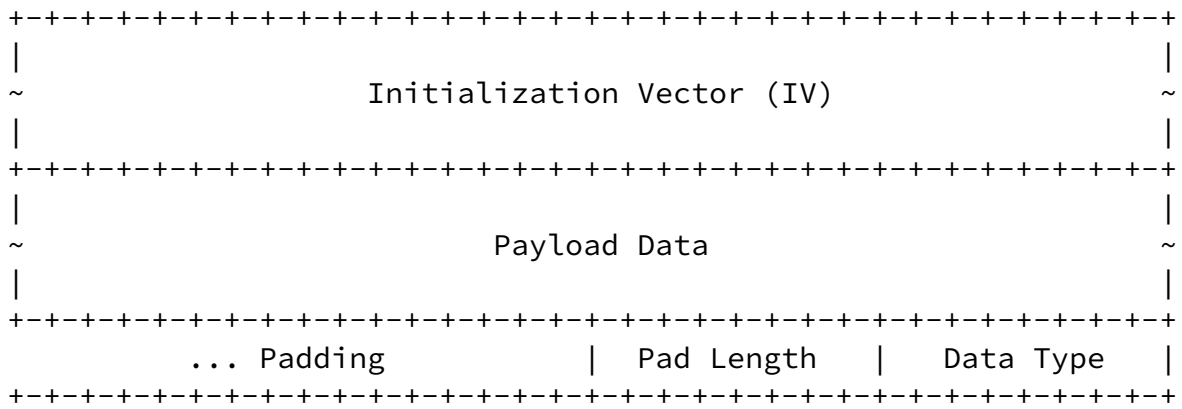 +-+-+-+-+-+-+-+-+-+-+-+-+-+-+-+-+-+-+-+-+-+-+-+-+-+-+-+-+-+-+-+-+
|                                                               |
~                   Initialization Vector (IV)                  ~
|                                                               |
+-+-+-+-+-+-+-+-+-+-+-+-+-+-+-+-+-+-+-+-+-+-+-+-+-+-+-+-+-+-+-+-+
|                                                               |
~                          Payload Data                         ~
|                                                               |
+-+-+-+-+-+-+-+-+-+-+-+-+-+-+-+-+-+-+-+-+-+-+-+-+-+-+-+-+-+-+-+-+
          ... Padding           |  Pad Length   |   Data Type   |
+-+-+-+-+-+-+-+-+-+-+-+-+-+-+-+-+-+-+-+-+-+-+-+-+-+-+-+-+-+-+-+-+